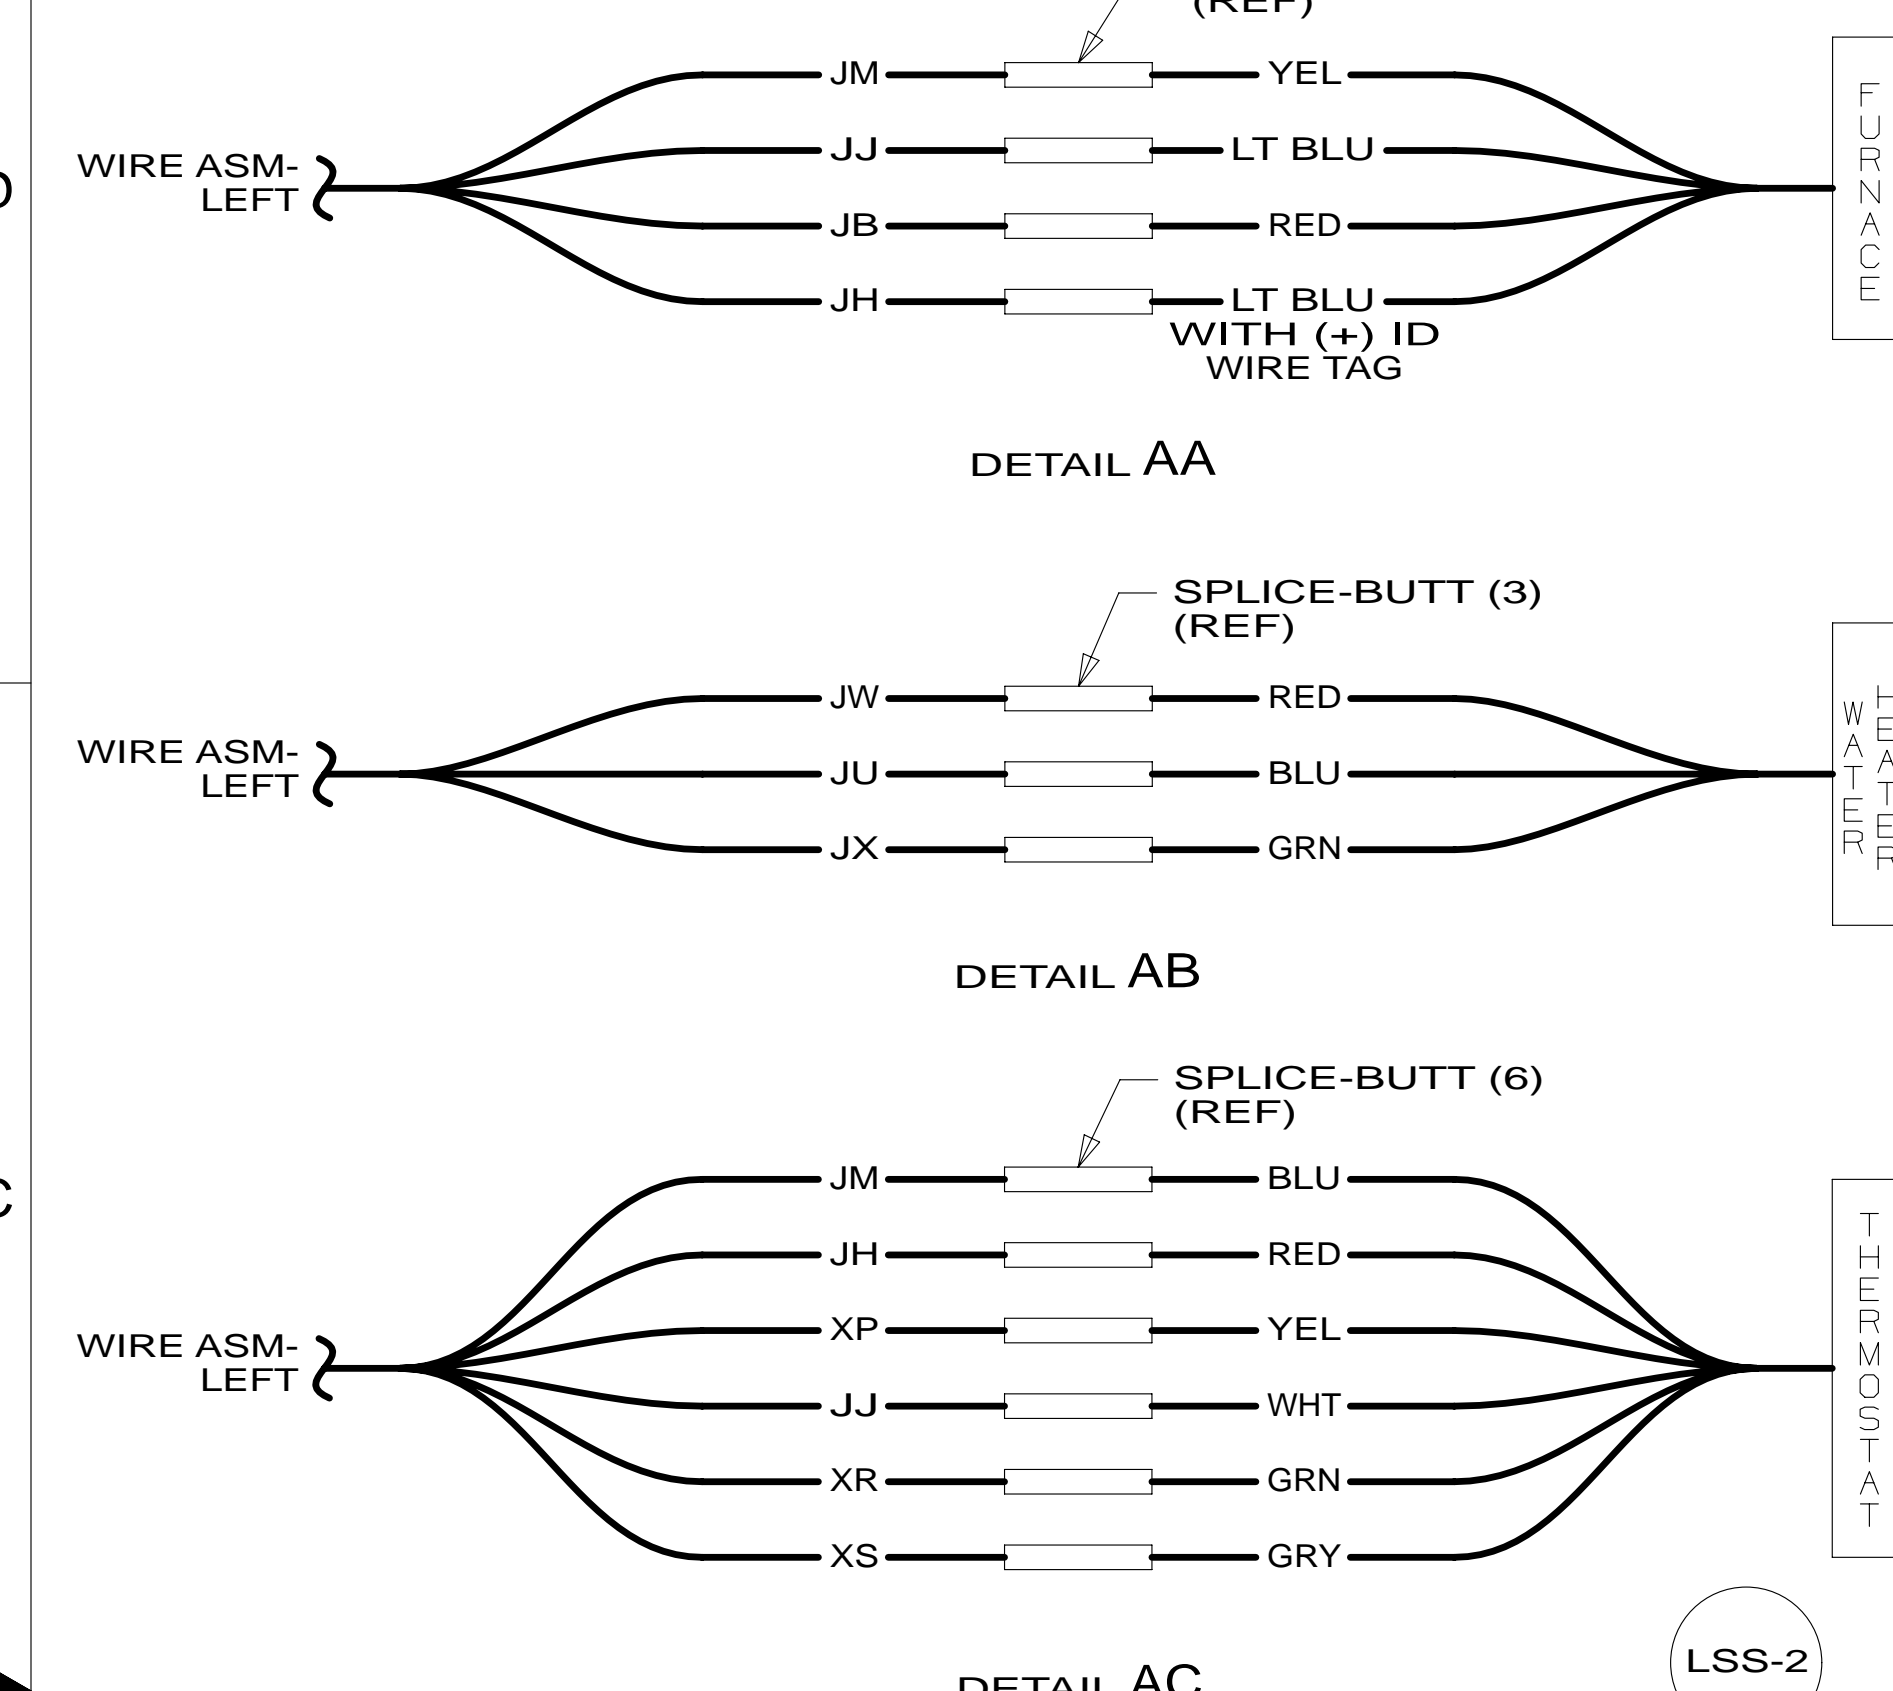 (REF)
JM YEL
JJ LT BLU
WIRE ASM-
LEFT
JB RED
JH LT BLU
WITH (+) ID
WIRE TAG
FURNACE
DETAIL AA
SPLICE-BUTT (3)
(REF)
JW RED
WIRE ASM-
LEFT
JU BLU
JX GRN
WATER
HEATER
DETAIL AB
SPLICE-BUTT (6)
(REF)
C
JM BLU
JH RED
XP YEL
WIRE ASM-
LEFT
JJ WHT
XR GRN
XS GRY
THERMOSTAT
LSS-2
DETAIL AC